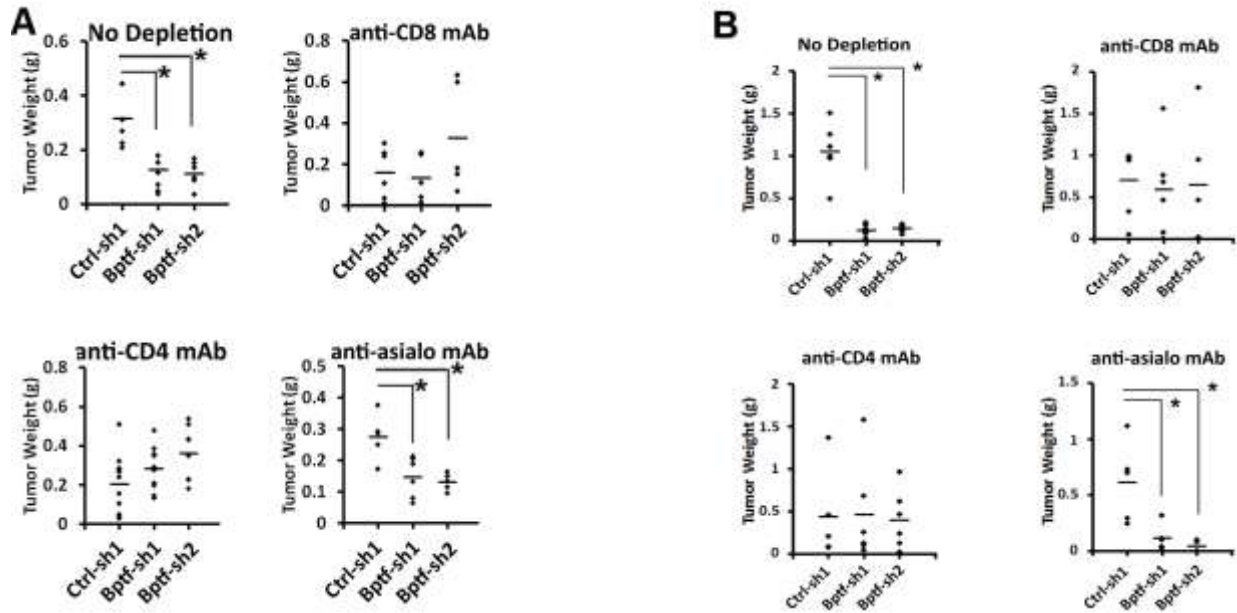 A
No Depletion
Tumor Weight (g)
0.6
0.4
0.2
0
*
*
Ctrl-sh1
Bptf-sh1
Bptf-sh2
anti-CD8 mAb
Tumor Weight (g)
0.8
0.6
0.4
0.2
0
Ctrl-sh1
Bptf-sh1
Bptf-sh2
anti-CD4 mAb
Tumor Weight (g)
0.8
0.6
0.4
0.2
0
Ctrl-sh1
Bptf-sh1
Bptf-sh2
anti-asialo mAb
Tumor Weight (g)
0.5
0.4
0.3
0.2
0.1
0
*
*
Ctrl-sh1
Bptf-sh1
Bptf-sh2
B
No Depletion
Tumor Weight (g)
2
1.5
1
0.5
0
*
*
Ctrl-sh1
Bptf-sh1
Bptf-sh2
anti-CD8 mAb
Tumor Weight (g)
2
1.5
1
0.5
0
Ctrl-sh1
Bptf-sh1
Bptf-sh2
anti-CD4 mAb
Tumor Weight (g)
2
1.5
1
0.5
0
Ctrl-sh1
Bptf-sh1
Bptf-sh2
anti-asialo mAb
Tumor Weight (g)
1.5
1
0.5
0
*
*
Ctrl-sh1
Bptf-sh1
Bptf-sh2